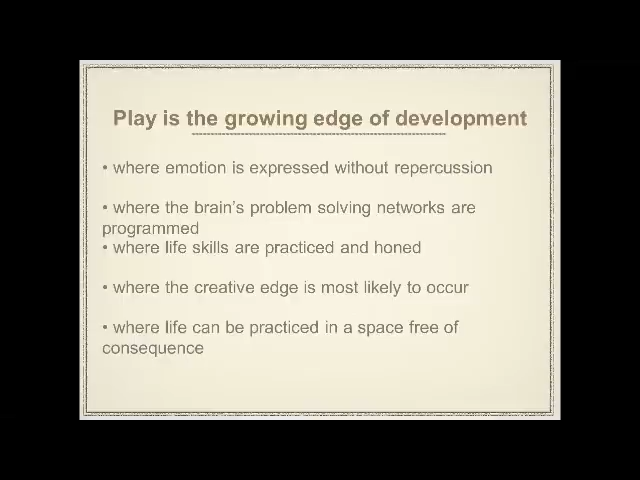 Play is the growing edge of development
• where emotion is expressed without repercussion
• where the brain's problem solving networks are
programmed
• where life skills are practiced and honed
• where the creative edge is most likely to occur
• where life can be practiced in a space free of
consequence